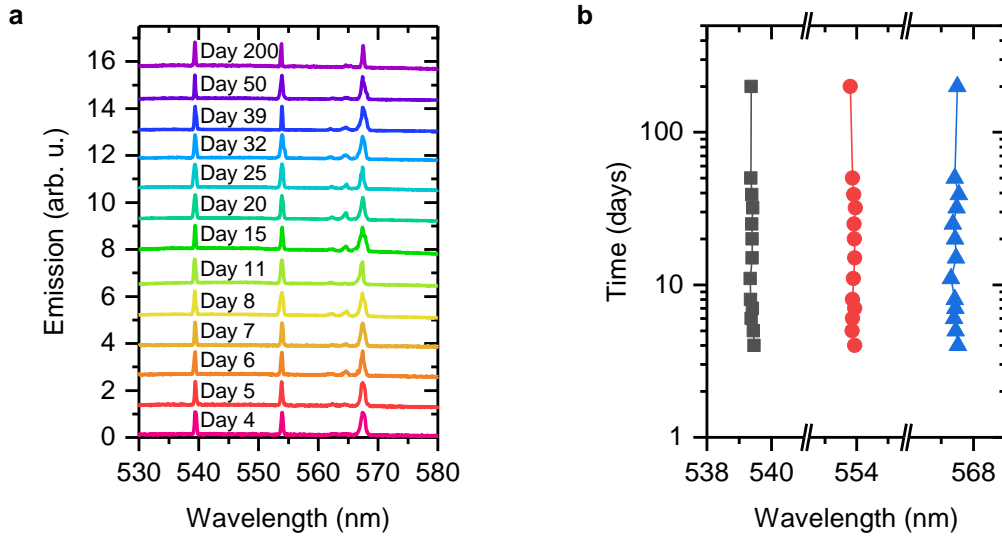 a
Emission (arb. u.)
16
14
12
10
8
6
4
2
0
Day 200
Day 50
Day 39
Day 32
Day 25
Day 20
Day 15
Day 11
Day 8
Day 7
Day 6
Day 5
Day 4
530 540 550 560 570 580
Wavelength (nm)
b
Time (days)
100
10
1
538 540 554 568
Wavelength (nm)